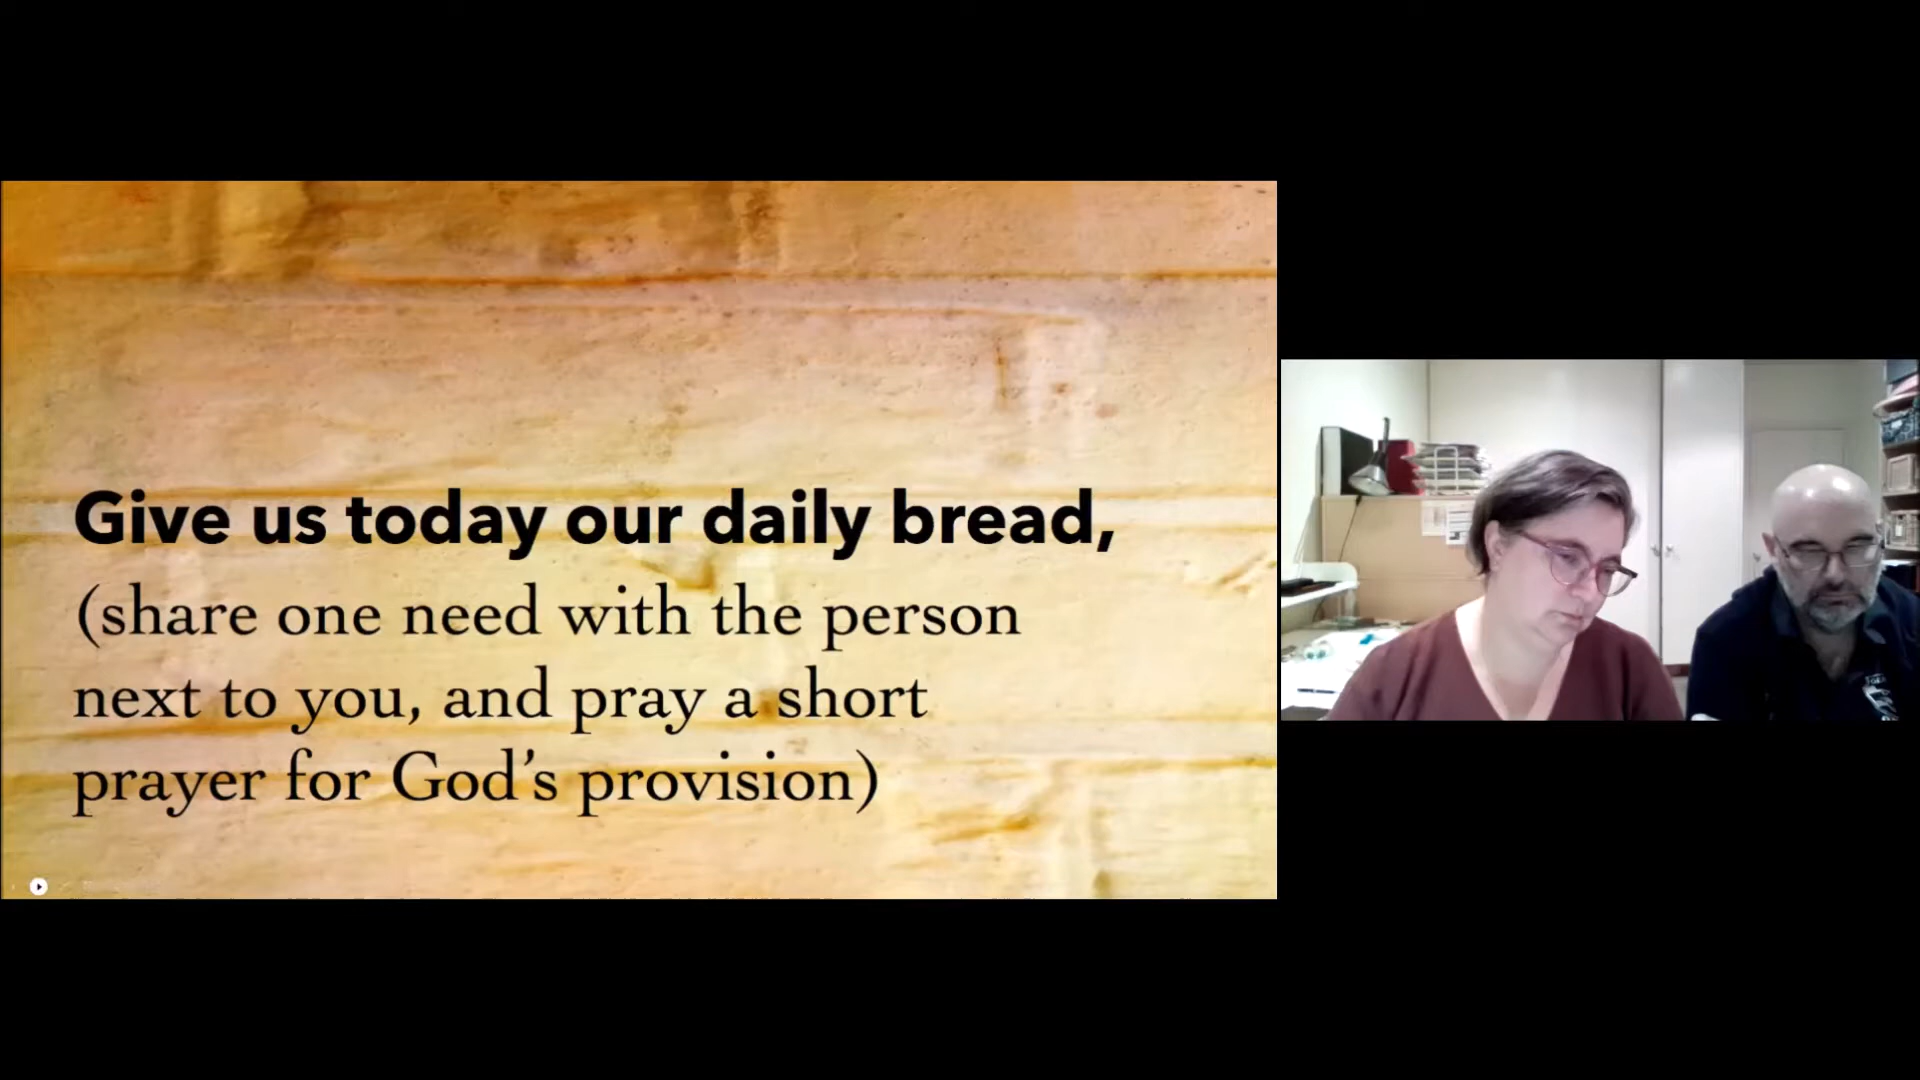 Give us today our daily bread,
(share one need with the person
next to you, and pray a short
prayer for God’s provision)